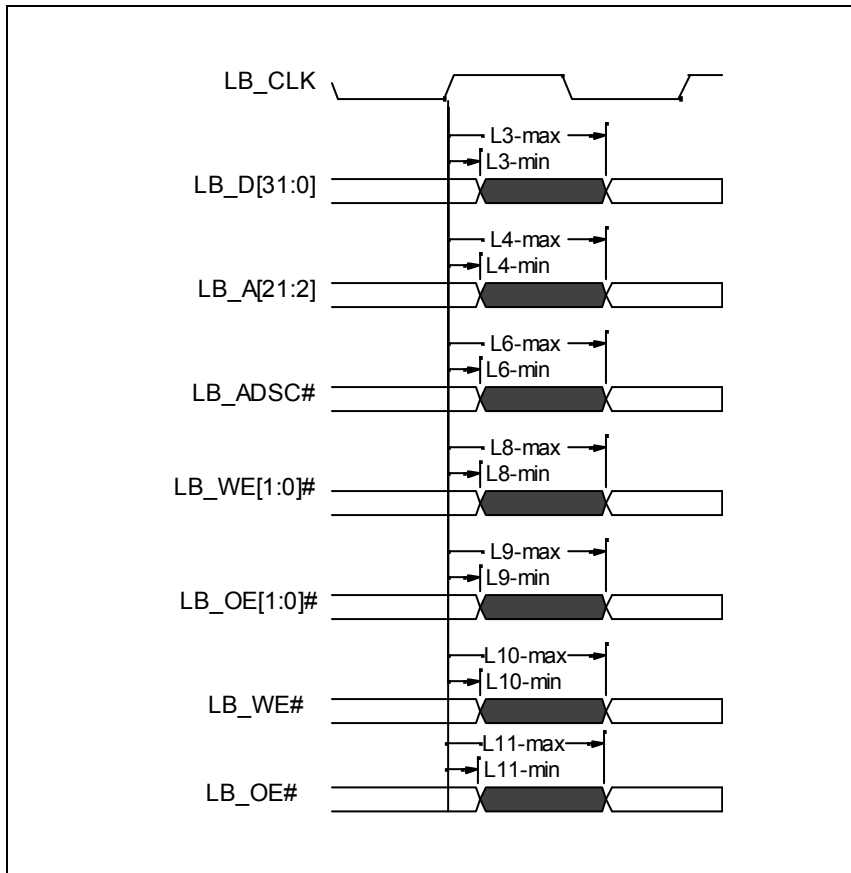 LB_CLK
L3-max
L3-min
LB_D[31:0]
L4-max
L4-min
LB_A[21:2]
L6-max
L6-min
LB_ADSC#
L8-max
L8-min
LB_WE[1:0]#
L9-max
L9-min
LB_OE[1:0]#
L10-max
L10-min
LB_WE#
L11-max
L11-min
LB_OE#